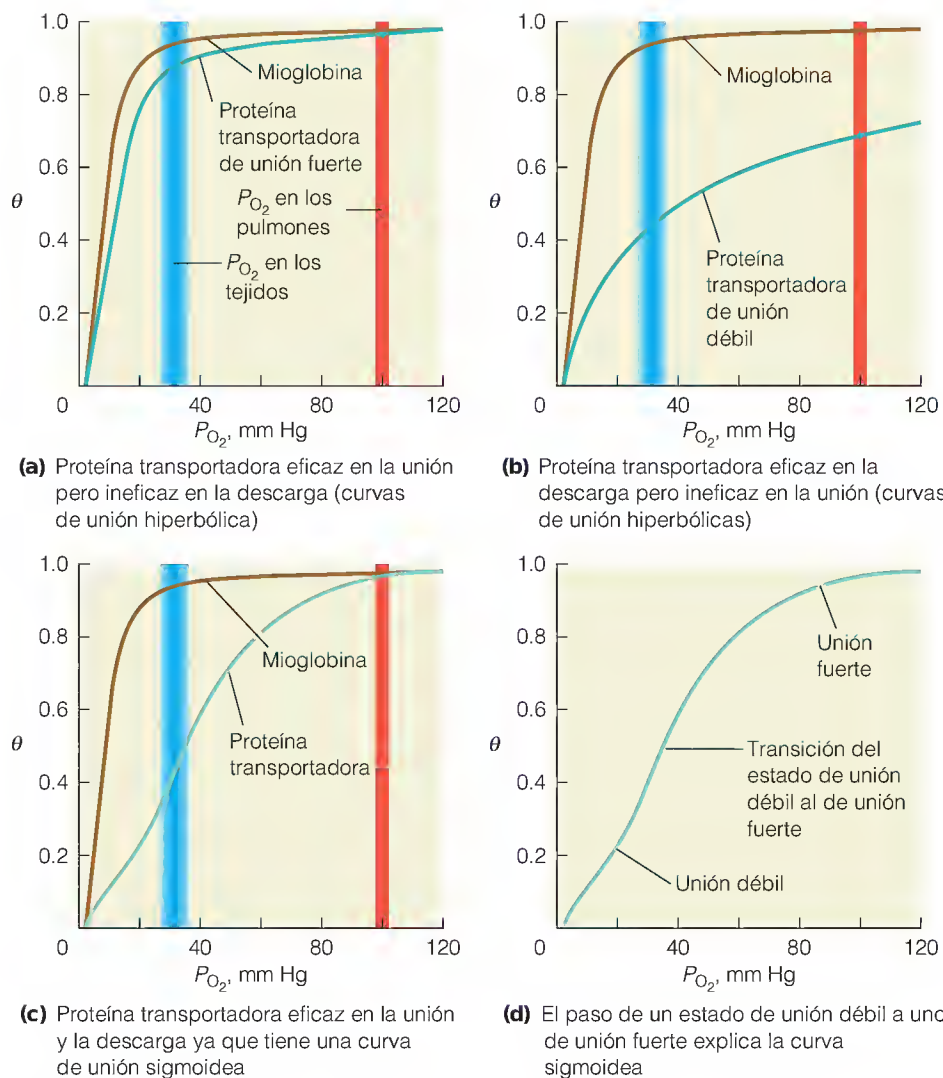 1.0
0.8
0.6
θ
0.4
0.2
0
40
80
120
Mioglobina
Proteína
transportadora
de unión fuerte
P_O2 en los
pulmones
P_O2 en los
tejidos
P_O2, mm Hg
(a) Proteína transportadora eficaz en la unión
pero ineficaz en la descarga (curvas
de unión hiperbólica)
1.0
0.8
0.6
θ
0.4
0.2
0
40
80
120
Mioglobina
Proteína
transportadora
de unión
débil
P_O2, mm Hg
(b) Proteína transportadora eficaz en la
descarga pero ineficaz en la unión (curvas
de unión hiperbólicas)
1.0
0.8
0.6
θ
0.4
0.2
0
40
80
120
Mioglobina
Proteína
transportadora
P_O2, mm Hg
(c) Proteína transportadora eficaz en la unión
y la descarga ya que tiene una curva
de unión sigmoidea
1.0
0.8
0.6
θ
0.4
0.2
0
40
80
120
Unión
fuerte
Transición del
estado de unión
débil al de unión
fuerte
Unión débil
P_O2, mm Hg
(d) El paso de un estado de unión débil a uno
de unión fuerte explica la curva
sigmoidea